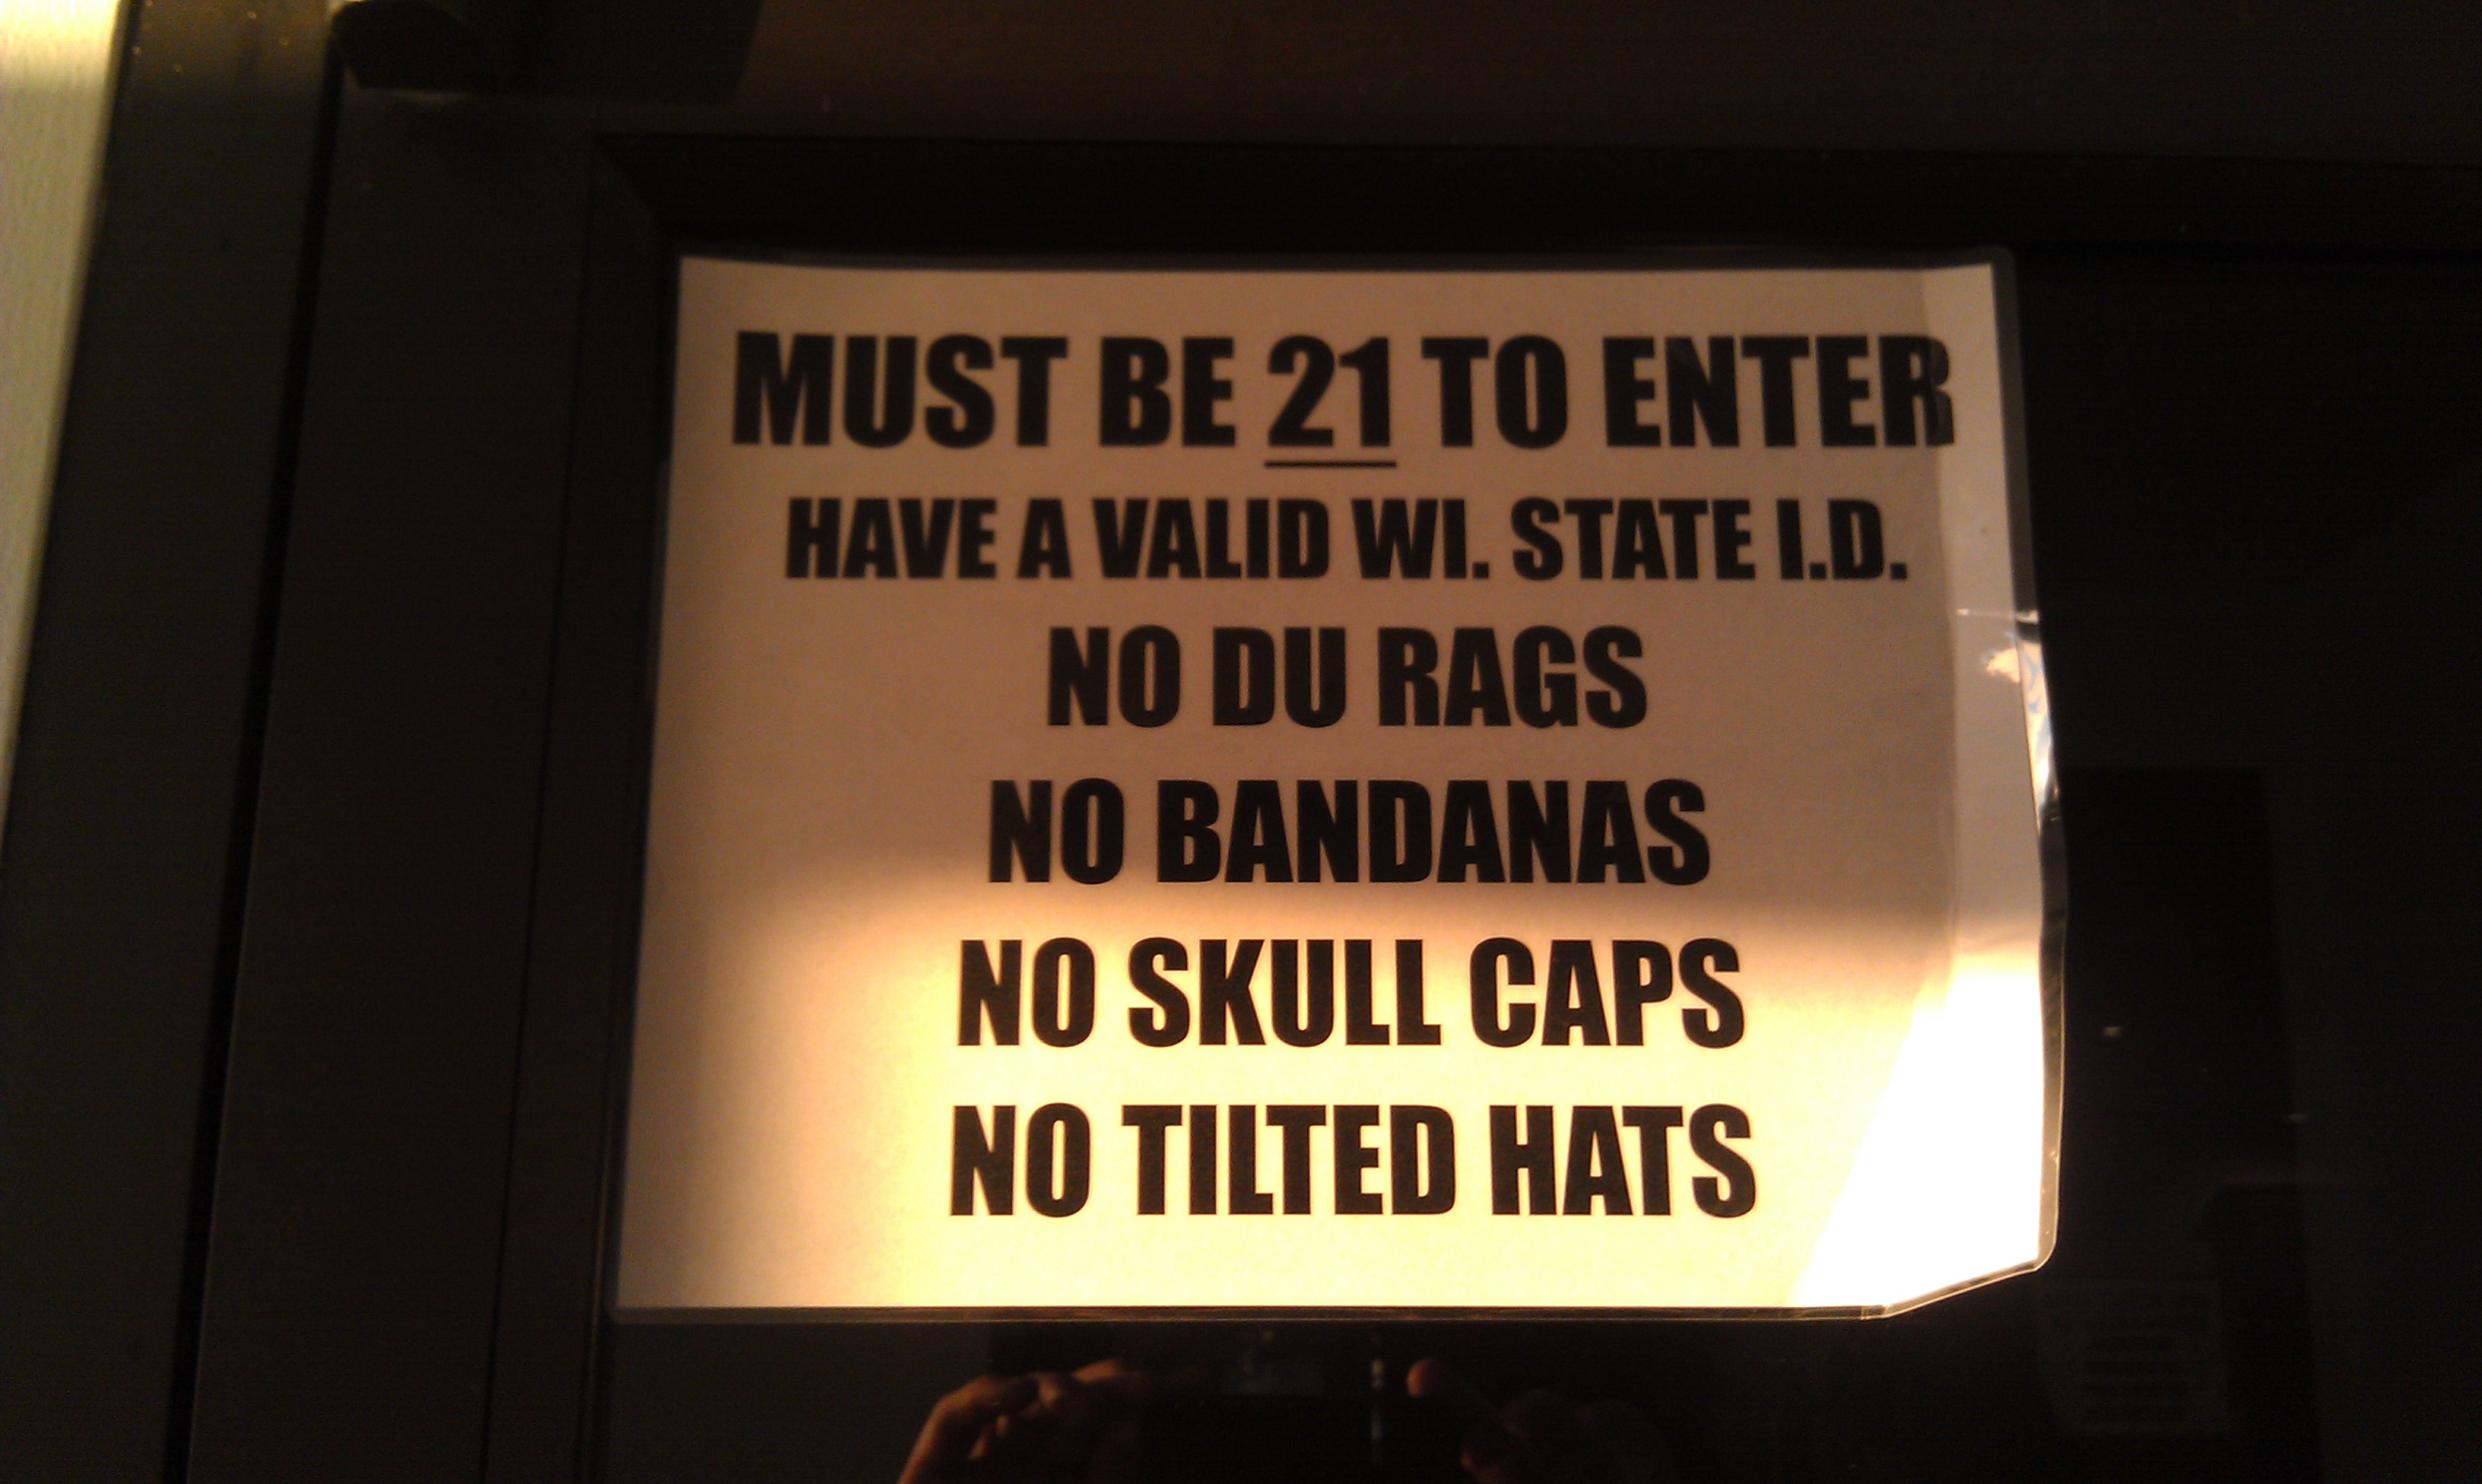 MUST BE 21 TO ENTER
HAVE A VALID WI. STATE I.D.
NO DU RAGS
NO BANDANAS
NO SKULL CAPS
NO TILTED HATS